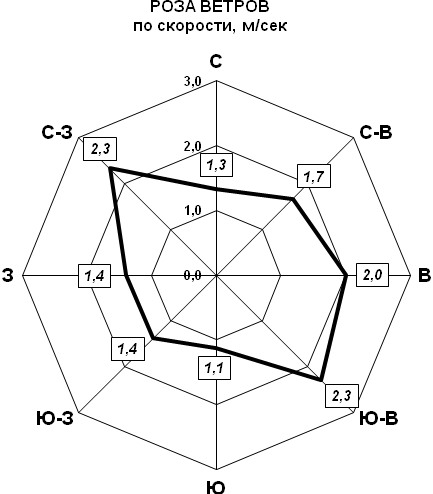 РОЗА ВЕТРОВ
по скорости, м/сек
С
3,0
С-З
С-В
2,3
2,0
1,3
1,7
1,0
З
1,4
0,0
2,0
В
1,4
1,1
2,3
Ю-З
Ю-В
Ю